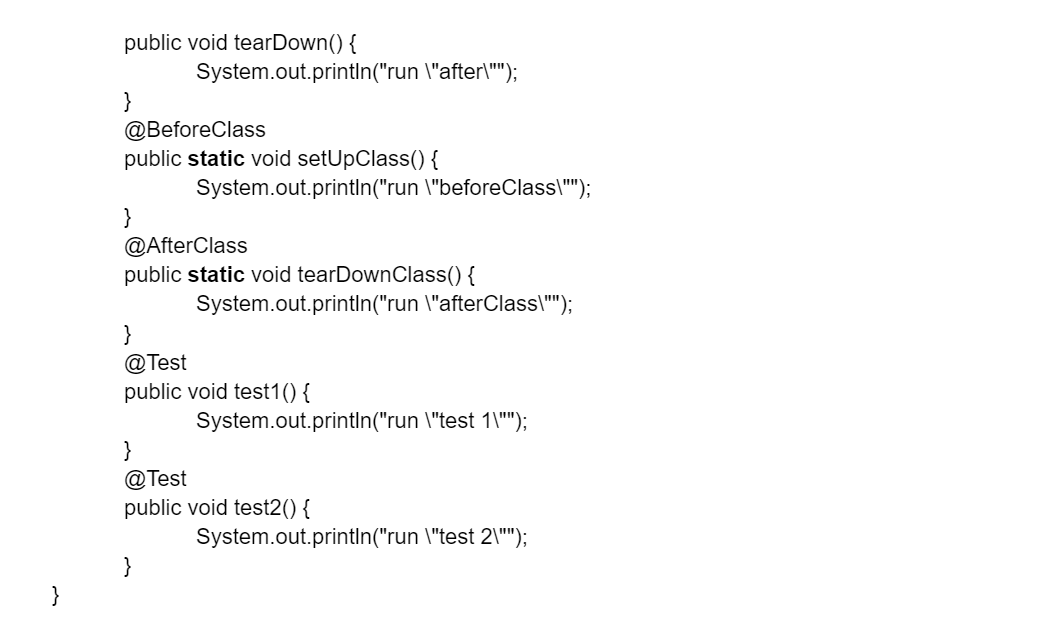 public void tearDown() {
System.out.println("run \"after\"");
}
@BeforeClass
public static void setUpClass() {
System.out.println("run \"beforeClass\"");
}
@AfterClass
public static void tearDownClass() {
System.out.println("run \"afterClass\"");
}
@Test
public void test1() {
System.out.println("run \"test 1\"");
}
@Test
public void test2() {
System.out.println("run \"test 2\"");
}
}